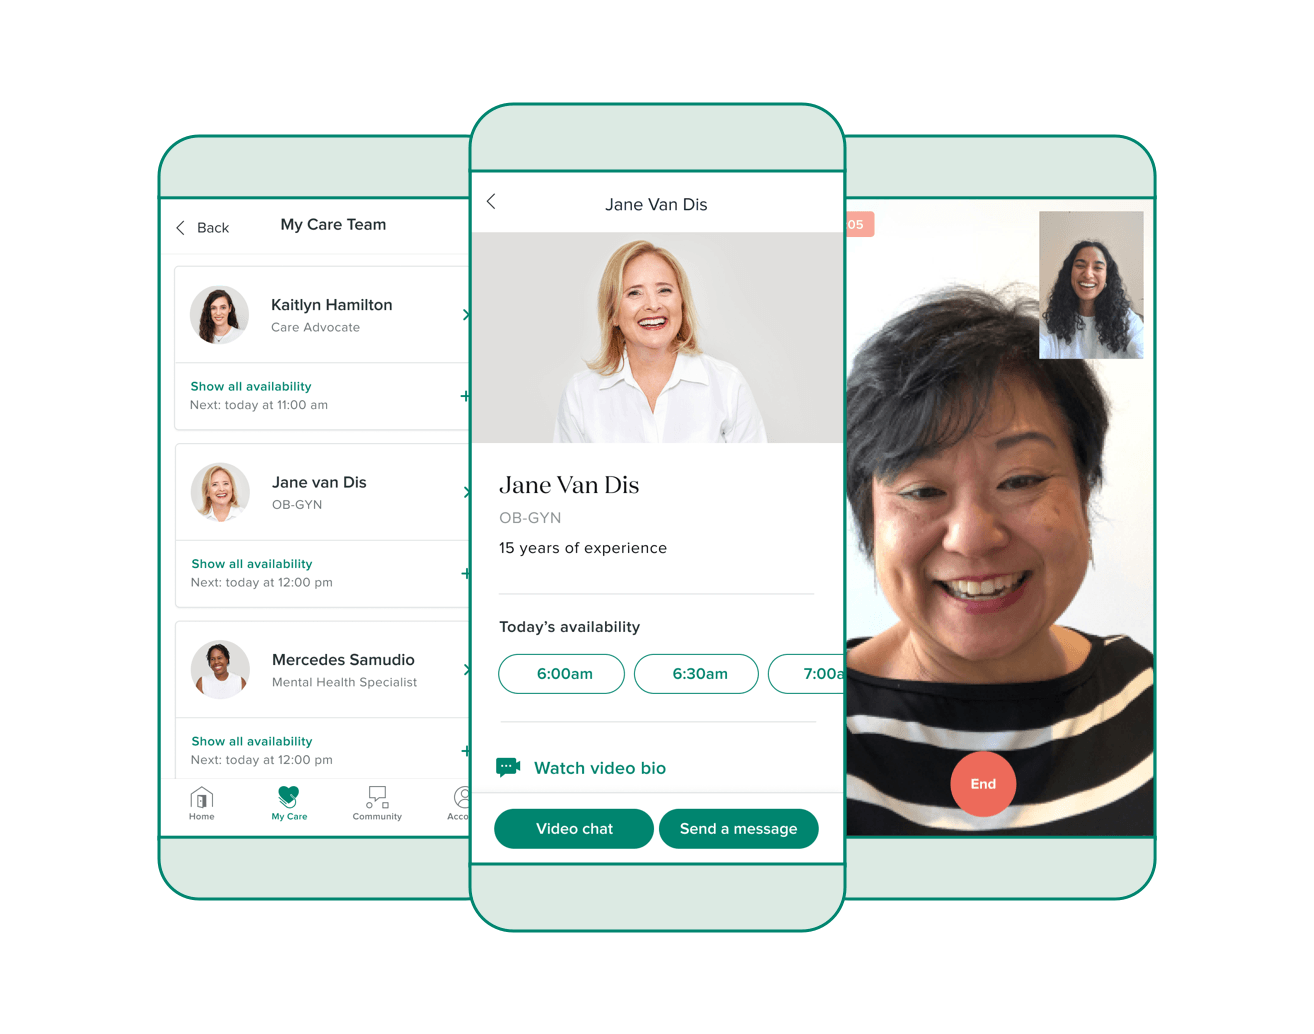 Back
My Care Team
Kaitlyn Hamilton
Care Advocate
Show all availability
Next: today at 11:00 am
Jane van Dis
OB-GYN
Show all availability
Next: today at 12:00 pm
Mercedes Samudio
Mental Health Specialist
Show all availability
Next: today at 12:00 pm
Home
My Care
Community
Acco
Jane Van Dis
Jane Van Dis
OB-GYN
15 years of experience
Today’s availability
6:00am
6:30am
7:00a
Watch video bio
Video chat
Send a message
05
End